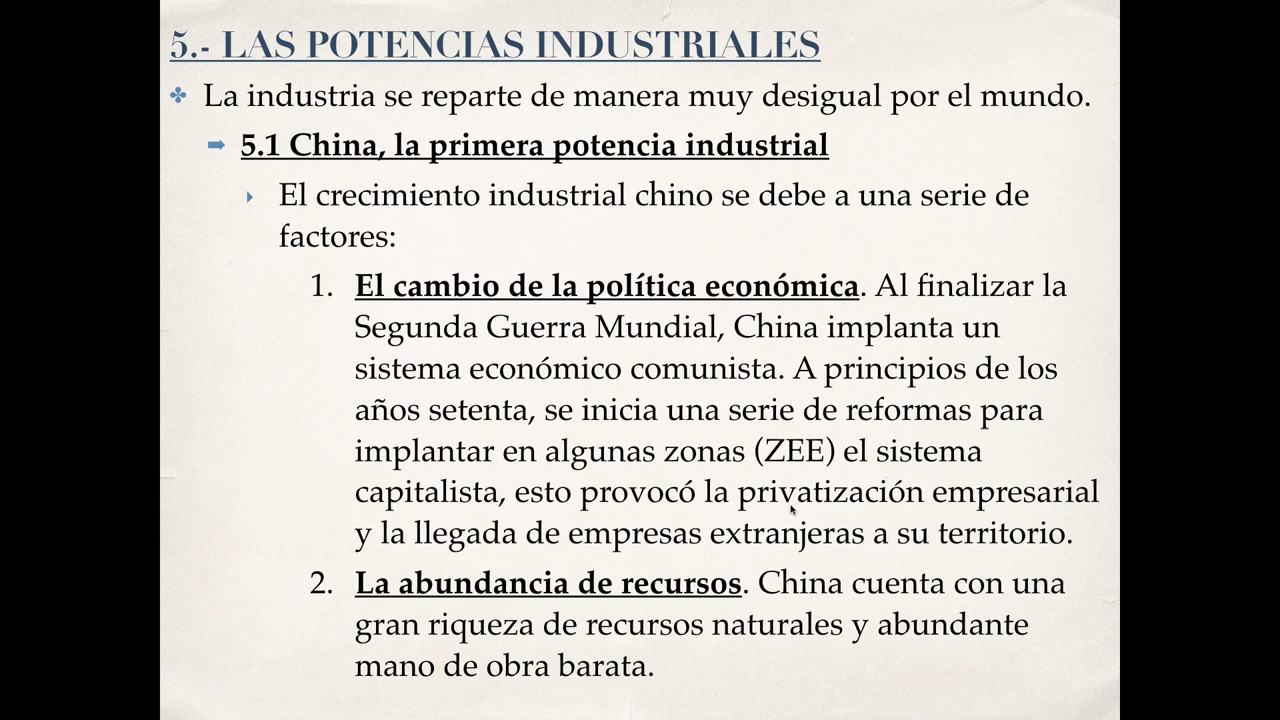 5.- LAS POTENCIAS INDUSTRIALES
La industria se reparte de manera muy desigual por el mundo.
5.1 China, la primera potencia industrial
El crecimiento industrial chino se debe a una serie de
factores:
1. El cambio de la política económica. Al finalizar la
Segunda Guerra Mundial, China implanta un
sistema económico comunista. A principios de los
años setenta, se inicia una serie de reformas para
implantar en algunas zonas (ZEE) el sistema
capitalista, esto provocó la privatización empresarial
y la llegada de empresas extranjeras a su territorio.
2. La abundancia de recursos. China cuenta con una
gran riqueza de recursos naturales y abundante
mano de obra barata.